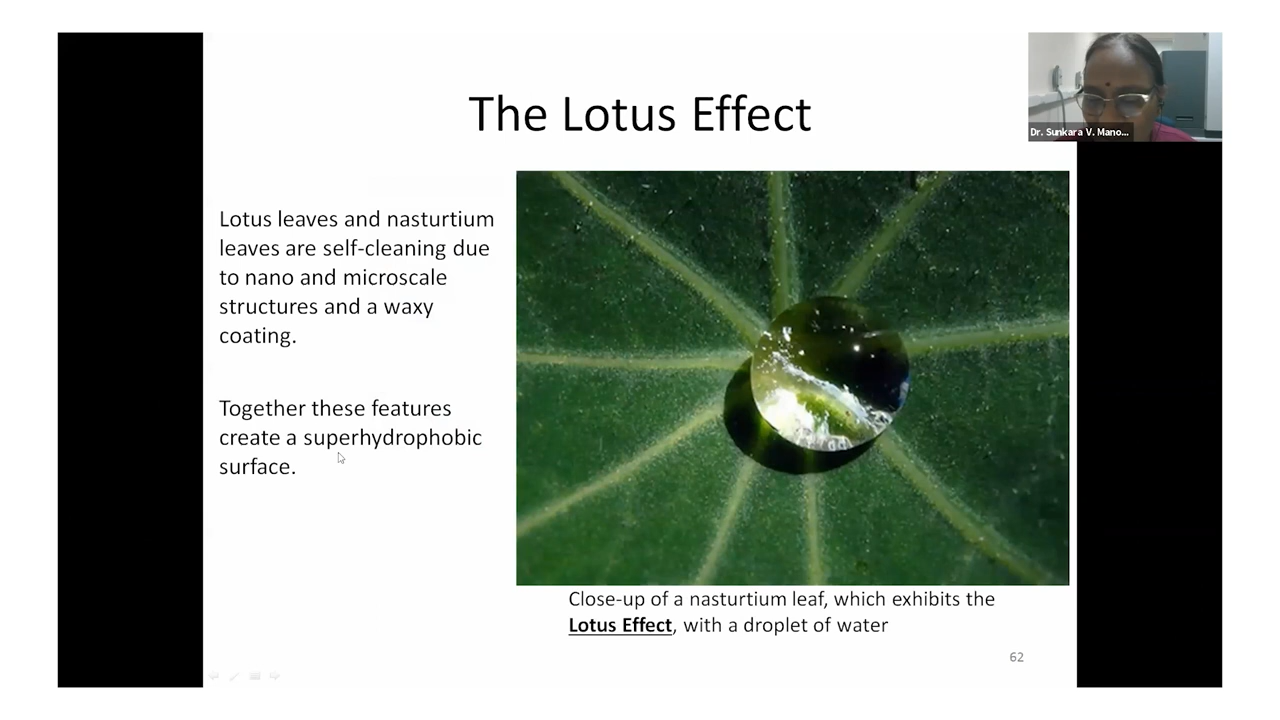 The Lotus Effect
Dr. Sunkara V. Mano...
Lotus leaves and nasturtium
leaves are self-cleaning due
to nano and microscale
structures and a waxy
coating.
Together these features
create a superhydrophobic
surface.
Close-up of a nasturtium leaf, which exhibits the
Lotus Effect, with a droplet of water
62